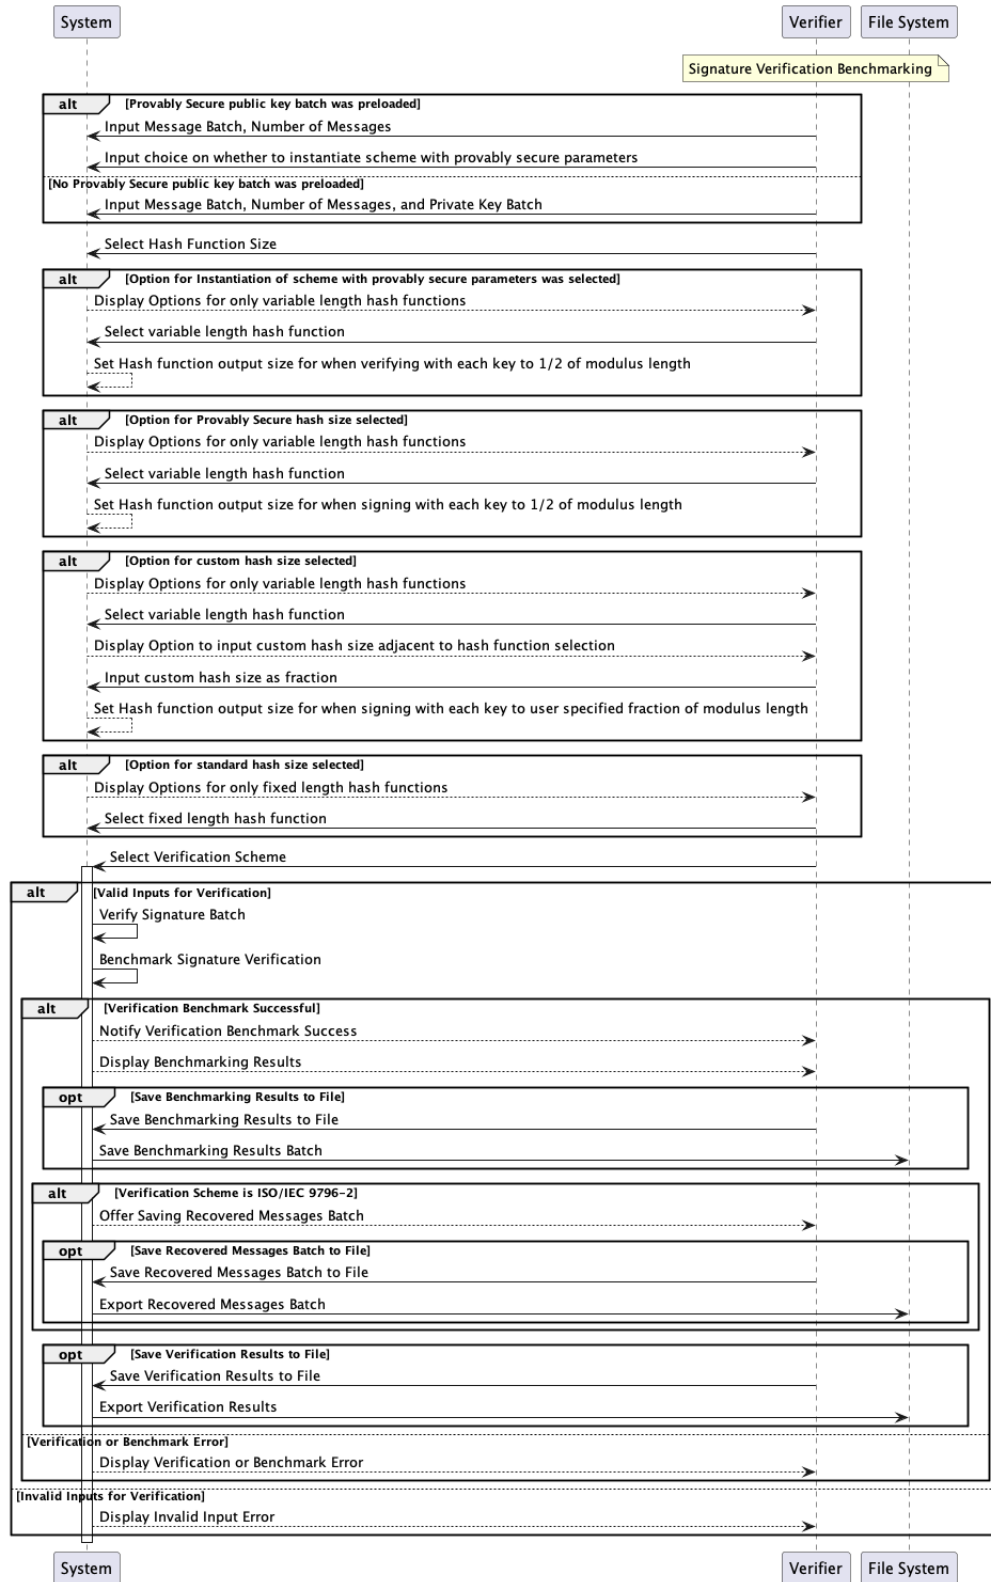 System
Verifier
File System
Signature Verification Benchmarking
alt
[Provably Secure public key batch was preloaded]
Input Message Batch, Number of Messages
Input choice on whether to instantiate scheme with provably secure parameters
[No Provably Secure public key batch was preloaded]
Input Message Batch, Number of Messages, and Private Key Batch
Select Hash Function Size
alt
[Option for Instantiation of scheme with provably secure parameters was selected]
Display Options for only variable length hash functions
Select variable length hash function
Set Hash function output size for when verifying with each key to 1/2 of modulus length
alt
[Option for Provably Secure hash size selected]
Display Options for only variable length hash functions
Select variable length hash function
Set Hash function output size for when signing with each key to 1/2 of modulus length
alt
[Option for custom hash size selected]
Display Options for only variable length hash functions
Select variable length hash function
Display Option to input custom hash size adjacent to hash function selection
Input custom hash size as fraction
Set Hash function output size for when signing with each key to user specified fraction of modulus length
alt
[Option for standard hash size selected]
Display Options for only fixed length hash functions
Select fixed length hash function
Select Verification Scheme
alt
[Valid Inputs for Verification]
Verify Signature Batch
Benchmark Signature Verification
alt
[Verification Benchmark Successful]
Notify Verification Benchmark Success
Display Benchmarking Results
opt
[Save Benchmarking Results to File]
Save Benchmarking Results to File
Save Benchmarking Results Batch
alt
[Verification Scheme is ISO/IEC 9796-2]
Offer Saving Recovered Messages Batch
opt
[Save Recovered Messages Batch to File]
Save Recovered Messages Batch to File
Export Recovered Messages Batch
opt
[Save Verification Results to File]
Save Verification Results to File
Export Verification Results
[Verification or Benchmark Error]
Display Verification or Benchmark Error
[Invalid Inputs for Verification]
Display Invalid Input Error
System
Verifier
File System